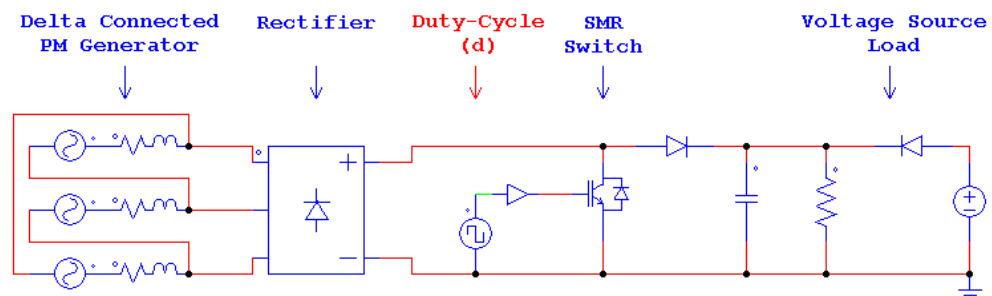 Delta Connected
PM Generator
Rectifier
Duty-Cycle
(d)
SMR
Switch
Voltage Source
Load